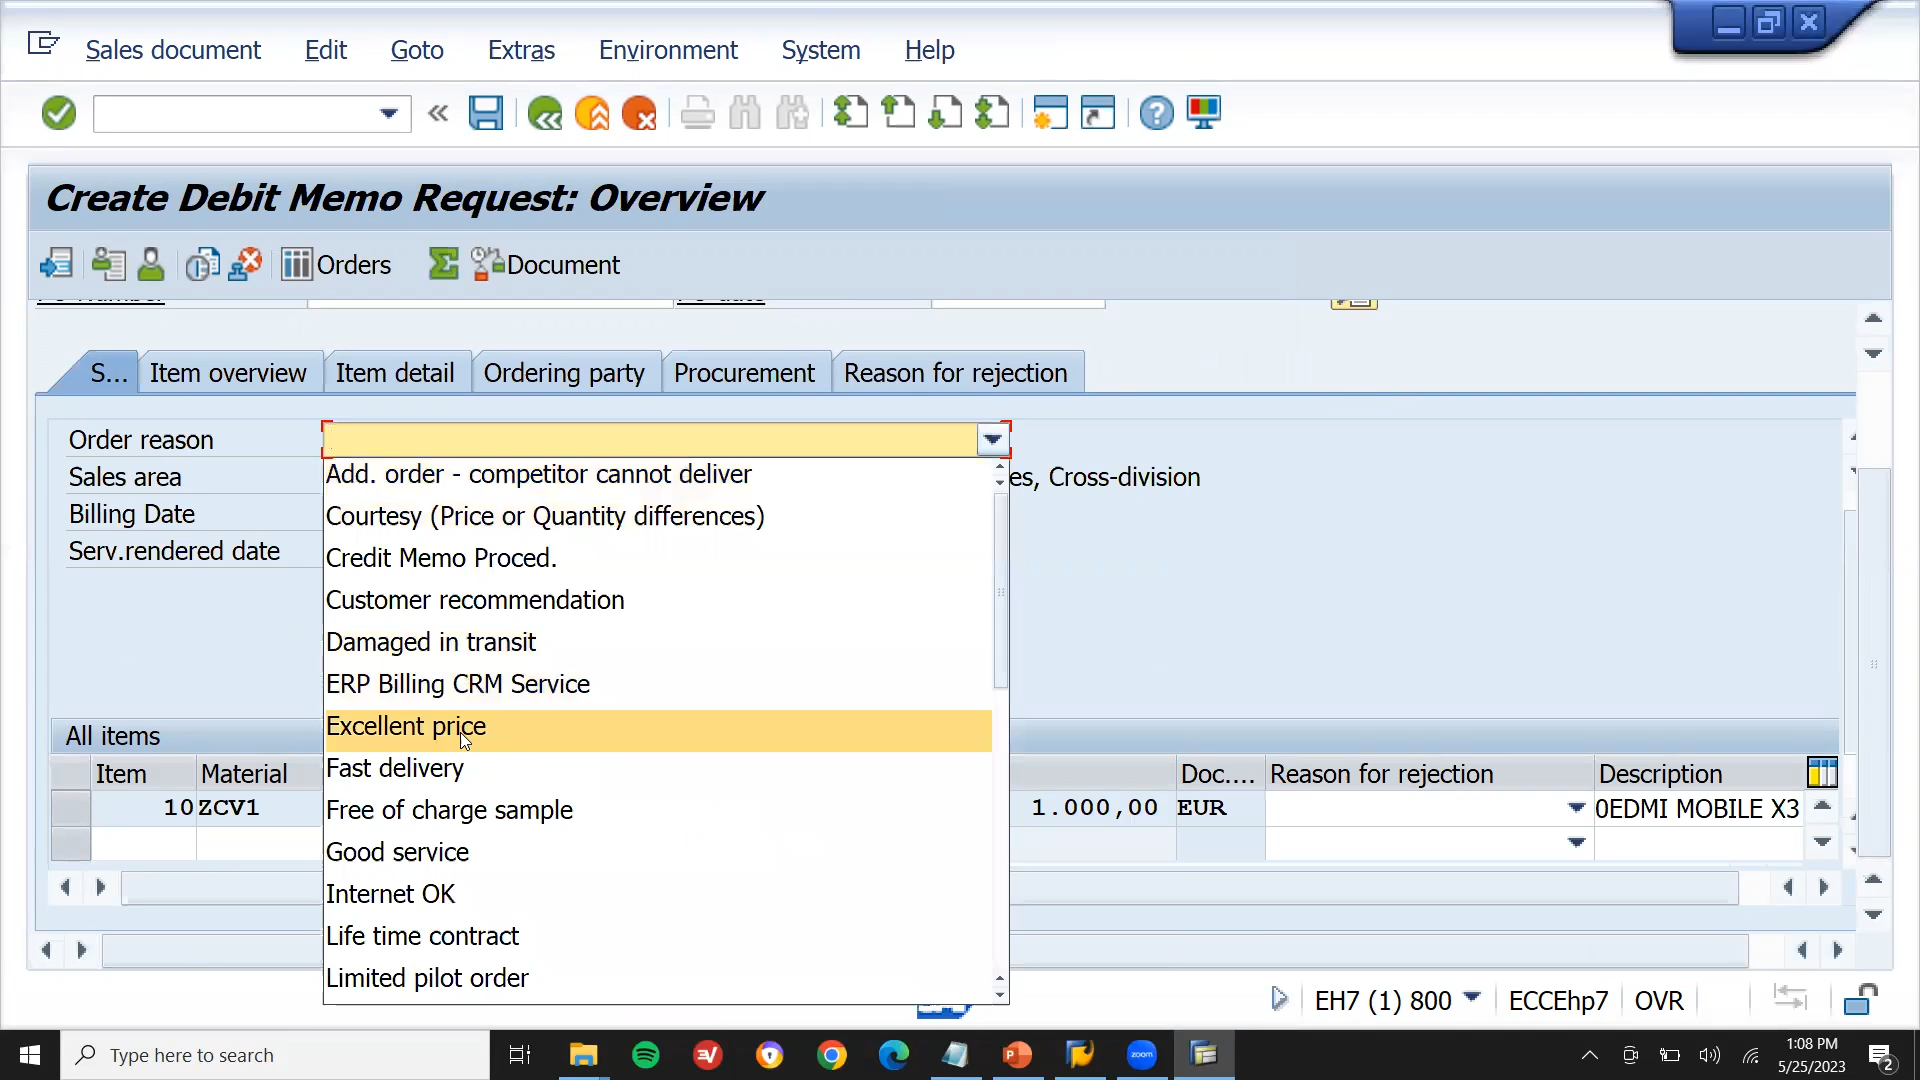 Sales document Edit Goto Extras Environment System Help
Create Debit Memo Request: Overview
Orders Document
S... Item overview Item detail Ordering party Procurement Reason for rejection
Order reason
Sales area es, Cross-division
Billing Date
Serv.rendered date
Add. order - competitor cannot deliver
Courtesy (Price or Quantity differences)
Credit Memo Proced.
Customer recommendation
Damaged in transit
ERP Billing CRM Service
Excellent price
Fast delivery
Free of charge sample
Good service
Internet OK
Life time contract
Limited pilot order
All items
Item Material Doc.... Reason for rejection Description
10 ZCV1 1.000,00 EUR 0EDMI MOBILE X3
EH7 (1) 800 ECCEhp7 OVR
Type here to search
zoom
1:08 PM
5/25/2023
2